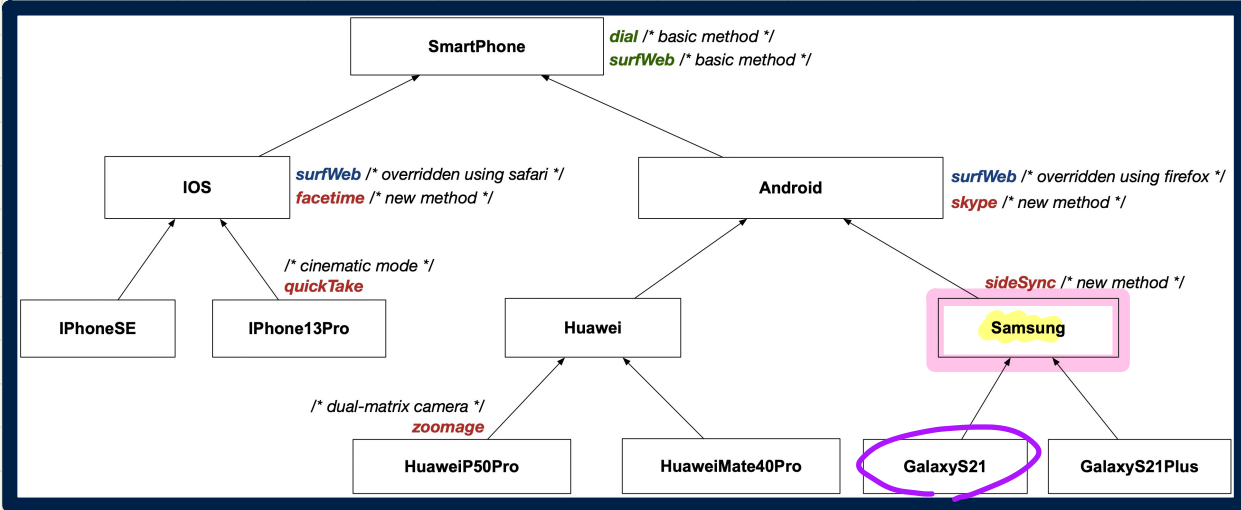 SmartPhone
dial /* basic method */
surfWeb /* basic method */
IOS
surfWeb /* overridden using safari */
facetime /* new method */
Android
surfWeb /* overridden using firefox */
skype /* new method */
/* cinematic mode */
quickTake
sideSync /* new method */
IPhoneSE
IPhone13Pro
Huawei
Samsung
/* dual-matrix camera */
zoomage
HuaweiP50Pro
HuaweiMate40Pro
GalaxyS21
GalaxyS21Plus